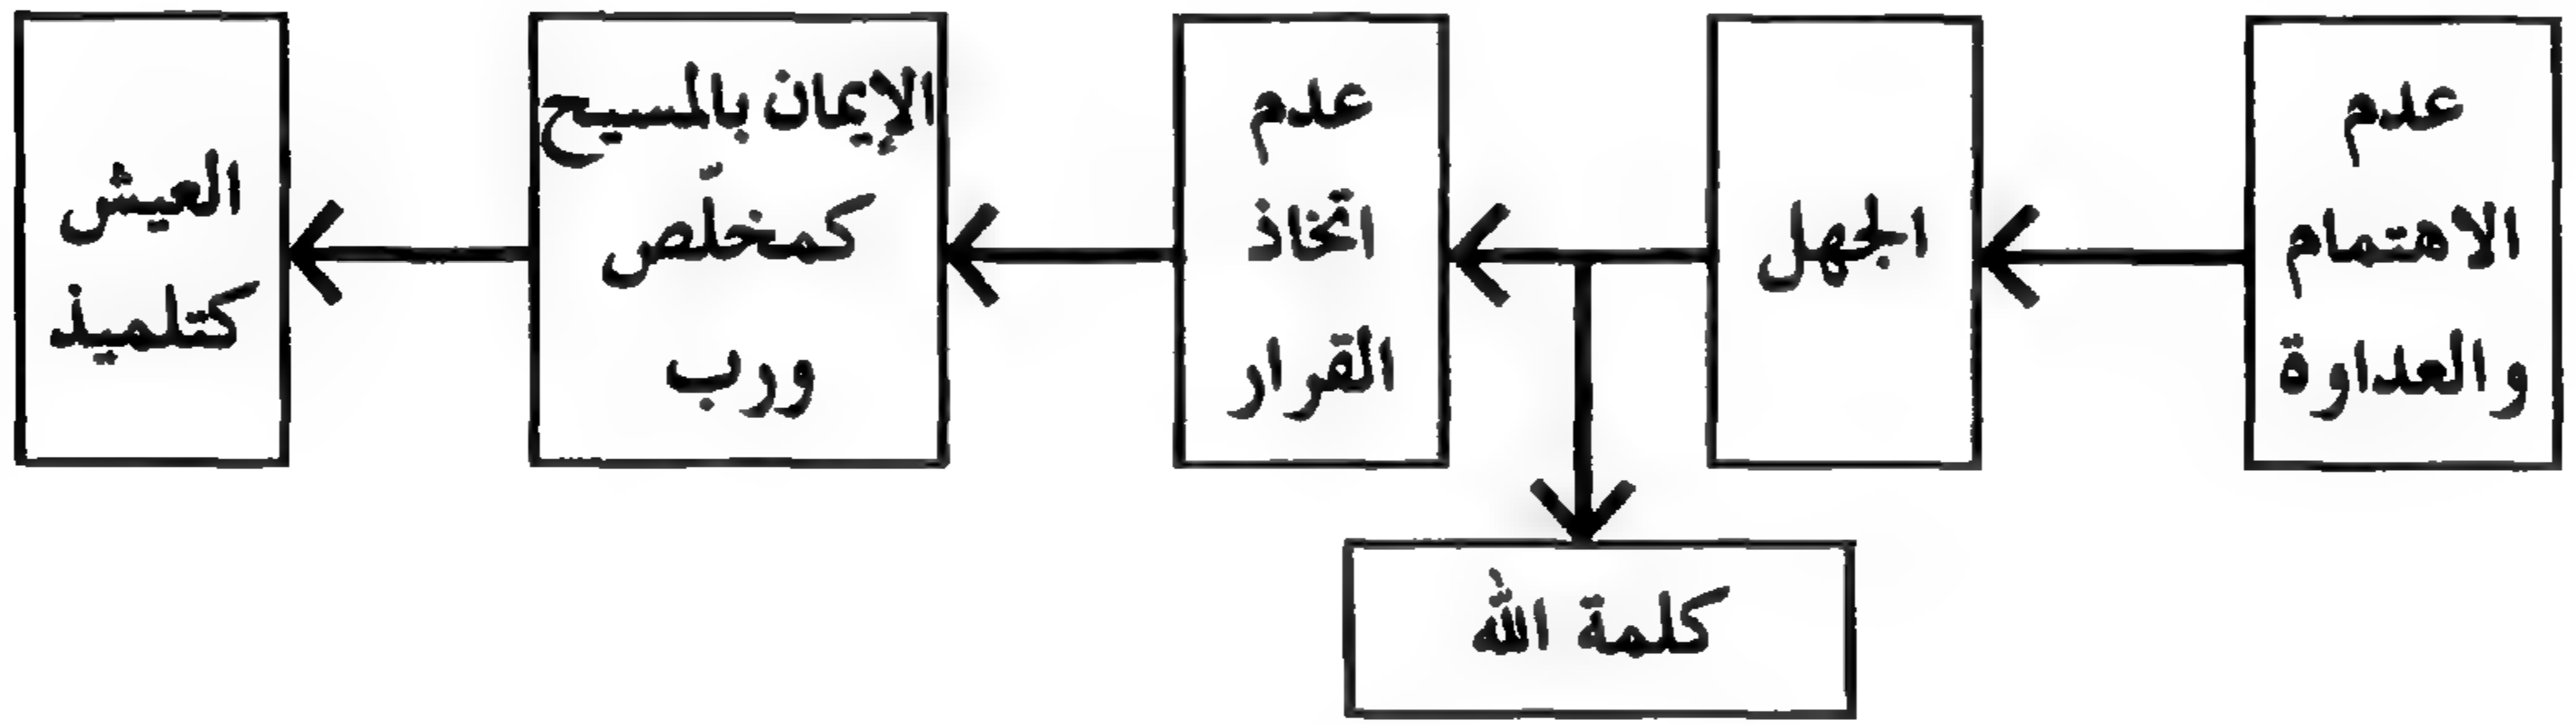 عدم
الاهتمام
والعداوة
الجهل
عدم
اتخاذ
القرار
الإيمان بالمسيح
كمخلّص
ورب
العيش
كتلميذ
كلمة الله